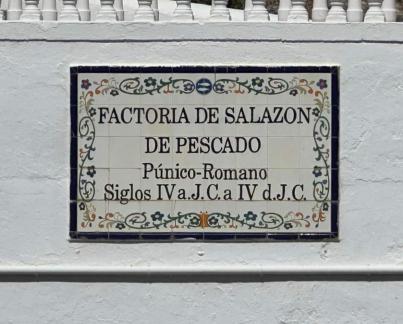 FACTORIA DE SALAZON
DE PESCADO
Púnico-Romano
Siglos IV a.J.C. a IV d.J.C.